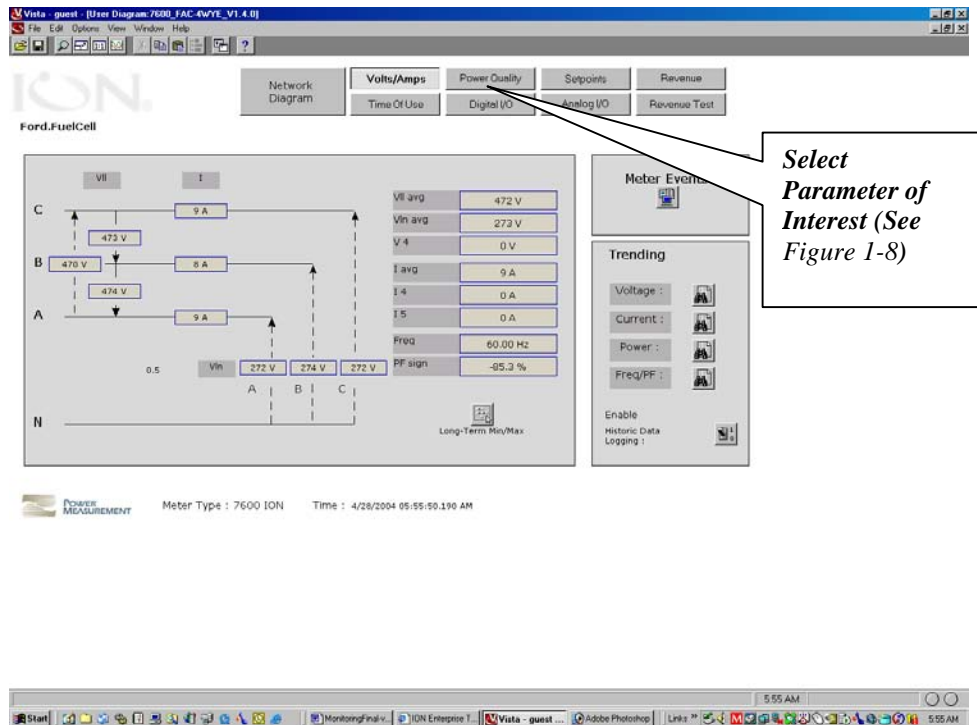 Vista - guest - [User Diagram:7600_FAC-4WYE_V1.4.0]
File Edit Options View Window Help
ION.
Ford.FuelCell
Network Diagram
Volts/Amps
Power Quality
Setpoints
Revenue
Time Of Use
Digital I/O
Analog I/O
Revenue Test
Select
Parameter of
Interest (See
Figure 1-8)
Vll
I
C
9 A
473 V
B
470 V
8 A
474 V
A
9 A
0.5
Vln
272 V
274 V
272 V
A B C
N
Vll avg 472 V
Vln avg 273 V
V 4 0 V
I avg 9 A
I 4 0 A
I 5 0 A
Freq 60.00 Hz
PF sign -85.3 %
Long-Term Min/Max
Meter Events
Trending
Voltage :
Current :
Power :
Freq/PF :
Enable
Historic Data
Logging :
POWER
MEASUREMENT
Meter Type : 7600 ION
Time : 4/28/2004 05:55:50.190 AM
5:55 AM
Start
MonitoringFinal-v...
ION Enterprise T...
Vista - guest ...
Adobe Photoshop
Links »
5:55 AM